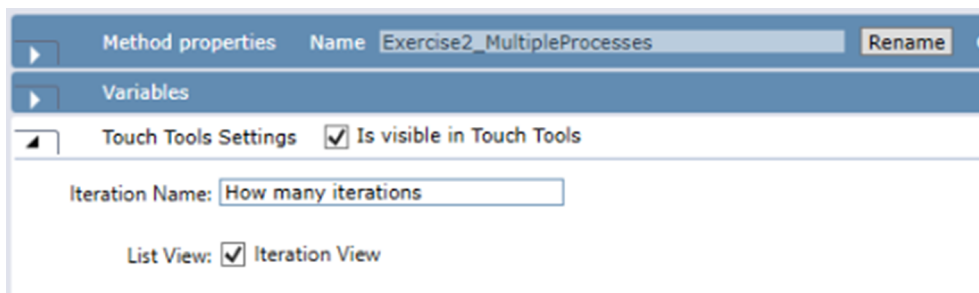 Method properties Name Exercise2_MultipleProcesses Rename
Variables
Touch Tools Settings Is visible in Touch Tools
Iteration Name: How many iterations
List View: Iteration View